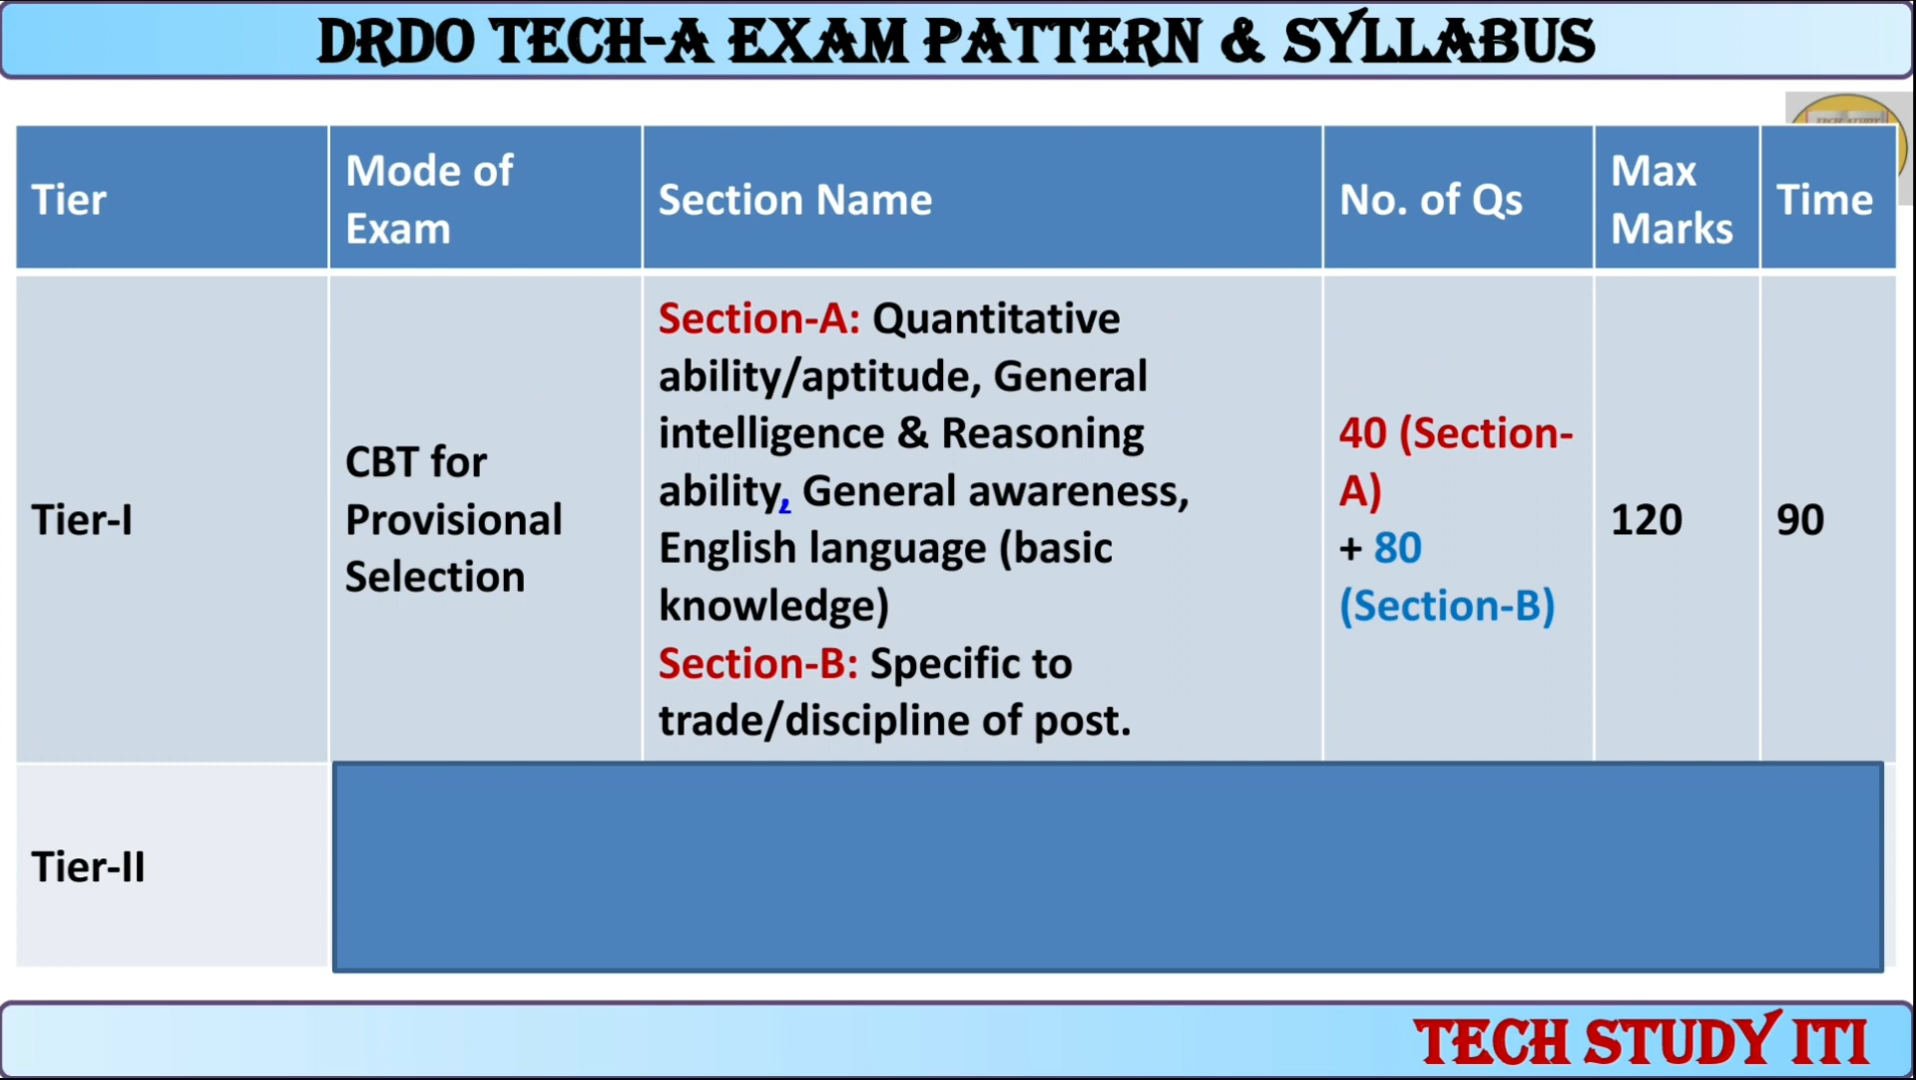 DRDO TECH-A EXAM PATTERN & SYLLABUS
TECH STUDY
Tier
Mode of
Exam
Section Name
No. of Qs
Max
Marks
Time
Tier-I
CBT for
Provisional
Selection
Section-A: Quantitative
ability/aptitude, General
intelligence & Reasoning
ability, General awareness,
English language (basic
knowledge)
Section-B: Specific to
trade/discipline of post.
40 (Section-
A)
+ 80
(Section-B)
120
90
Tier-II
TECH STUDY ITI